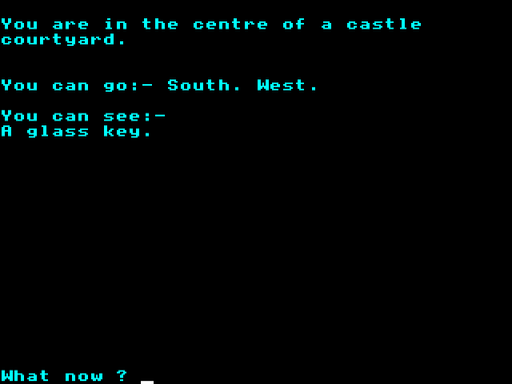 You are in the centre of a castle
courtyard.
You can go:- South. West.
You can see:-
A glass key.
What now ?